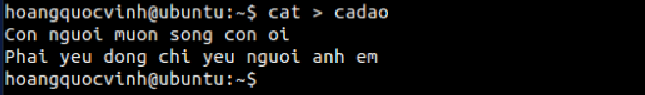 hoangquocvinh@ubuntu:~$ cat > cadao
Con nguoi muon song con oi
Phai yeu dong chi yeu nguoi anh em
hoangquocvinh@ubuntu:~$